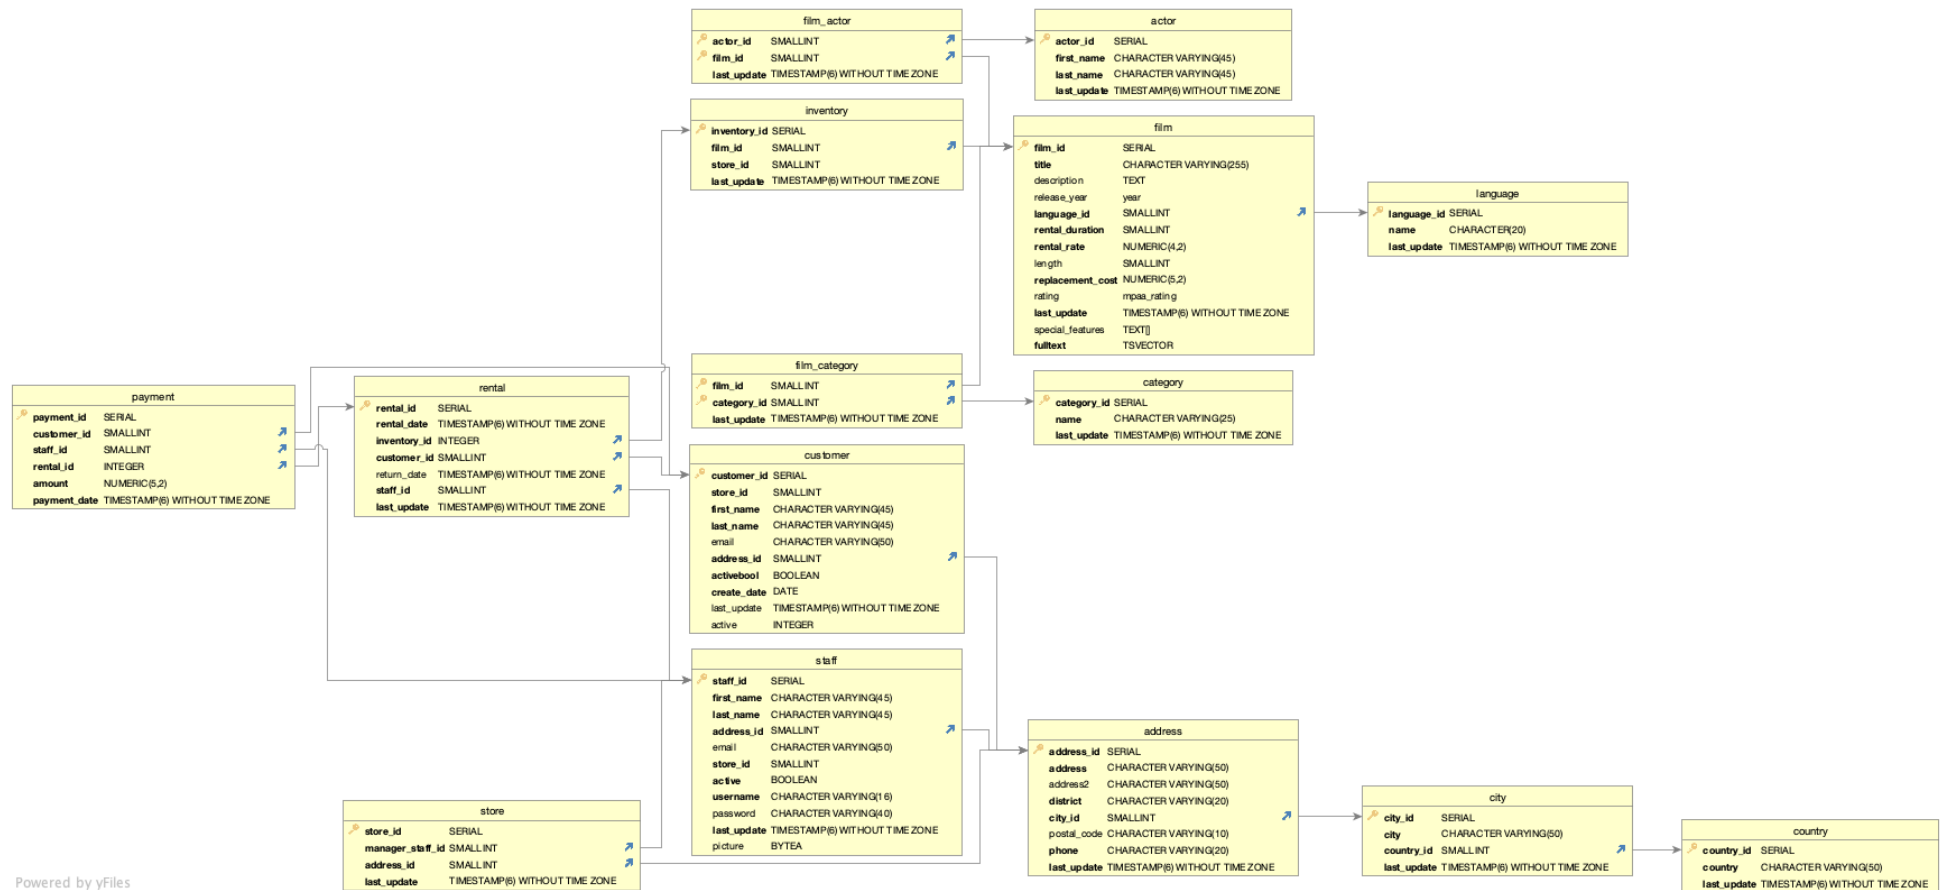 film_actor
actor_id SMALLINT
film_id SMALLINT
last_update TIMESTAMP(6) WITHOUT TIME ZONE
actor
actor_id SERIAL
first_name CHARACTER VARYING(45)
last_name CHARACTER VARYING(45)
last_update TIMESTAMP(6) WITHOUT TIME ZONE
inventory
inventory_id SERIAL
film_id SMALLINT
store_id SMALLINT
last_update TIMESTAMP(6) WITHOUT TIME ZONE
film
film_id SERIAL
title CHARACTER VARYING(255)
description TEXT
release_year year
language_id SMALLINT
rental_duration SMALLINT
rental_rate NUMERIC(4,2)
length SMALLINT
replacement_cost NUMERIC(5,2)
rating mpaa_rating
last_update TIMESTAMP(6) WITHOUT TIME ZONE
special_features TEXT[]
fulltext TSVECTOR
language
language_id SERIAL
name CHARACTER(20)
last_update TIMESTAMP(6) WITHOUT TIME ZONE
film_category
film_id SMALLINT
category_id SMALLINT
last_update TIMESTAMP(6) WITHOUT TIME ZONE
category
category_id SERIAL
name CHARACTER VARYING(25)
last_update TIMESTAMP(6) WITHOUT TIME ZONE
payment
payment_id SERIAL
customer_id SMALLINT
staff_id SMALLINT
rental_id INTEGER
amount NUMERIC(5,2)
payment_date TIMESTAMP(6) WITHOUT TIME ZONE
rental
rental_id SERIAL
rental_date TIMESTAMP(6) WITHOUT TIME ZONE
inventory_id INTEGER
customer_id SMALLINT
return_date TIMESTAMP(6) WITHOUT TIME ZONE
staff_id SMALLINT
last_update TIMESTAMP(6) WITHOUT TIME ZONE
customer
customer_id SERIAL
store_id SMALLINT
first_name CHARACTER VARYING(45)
last_name CHARACTER VARYING(45)
email CHARACTER VARYING(50)
address_id SMALLINT
activebool BOOLEAN
create_date DATE
last_update TIMESTAMP(6) WITHOUT TIME ZONE
active INTEGER
staff
staff_id SERIAL
first_name CHARACTER VARYING(45)
last_name CHARACTER VARYING(45)
address_id SMALLINT
email CHARACTER VARYING(50)
store_id SMALLINT
active BOOLEAN
username CHARACTER VARYING(16)
password CHARACTER VARYING(40)
last_update TIMESTAMP(6) WITHOUT TIME ZONE
picture BYTEA
address
address_id SERIAL
address CHARACTER VARYING(50)
address2 CHARACTER VARYING(50)
district CHARACTER VARYING(20)
city_id SMALLINT
postal_code CHARACTER VARYING(10)
phone CHARACTER VARYING(20)
last_update TIMESTAMP(6) WITHOUT TIME ZONE
store
store_id SERIAL
manager_staff_id SMALLINT
address_id SMALLINT
last_update TIMESTAMP(6) WITHOUT TIME ZONE
city
city_id SERIAL
city CHARACTER VARYING(50)
country_id SMALLINT
last_update TIMESTAMP(6) WITHOUT TIME ZONE
country
country_id SERIAL
country CHARACTER VARYING(50)
last_update TIMESTAMP(6) WITHOUT TIME ZONE
Powered by yFiles